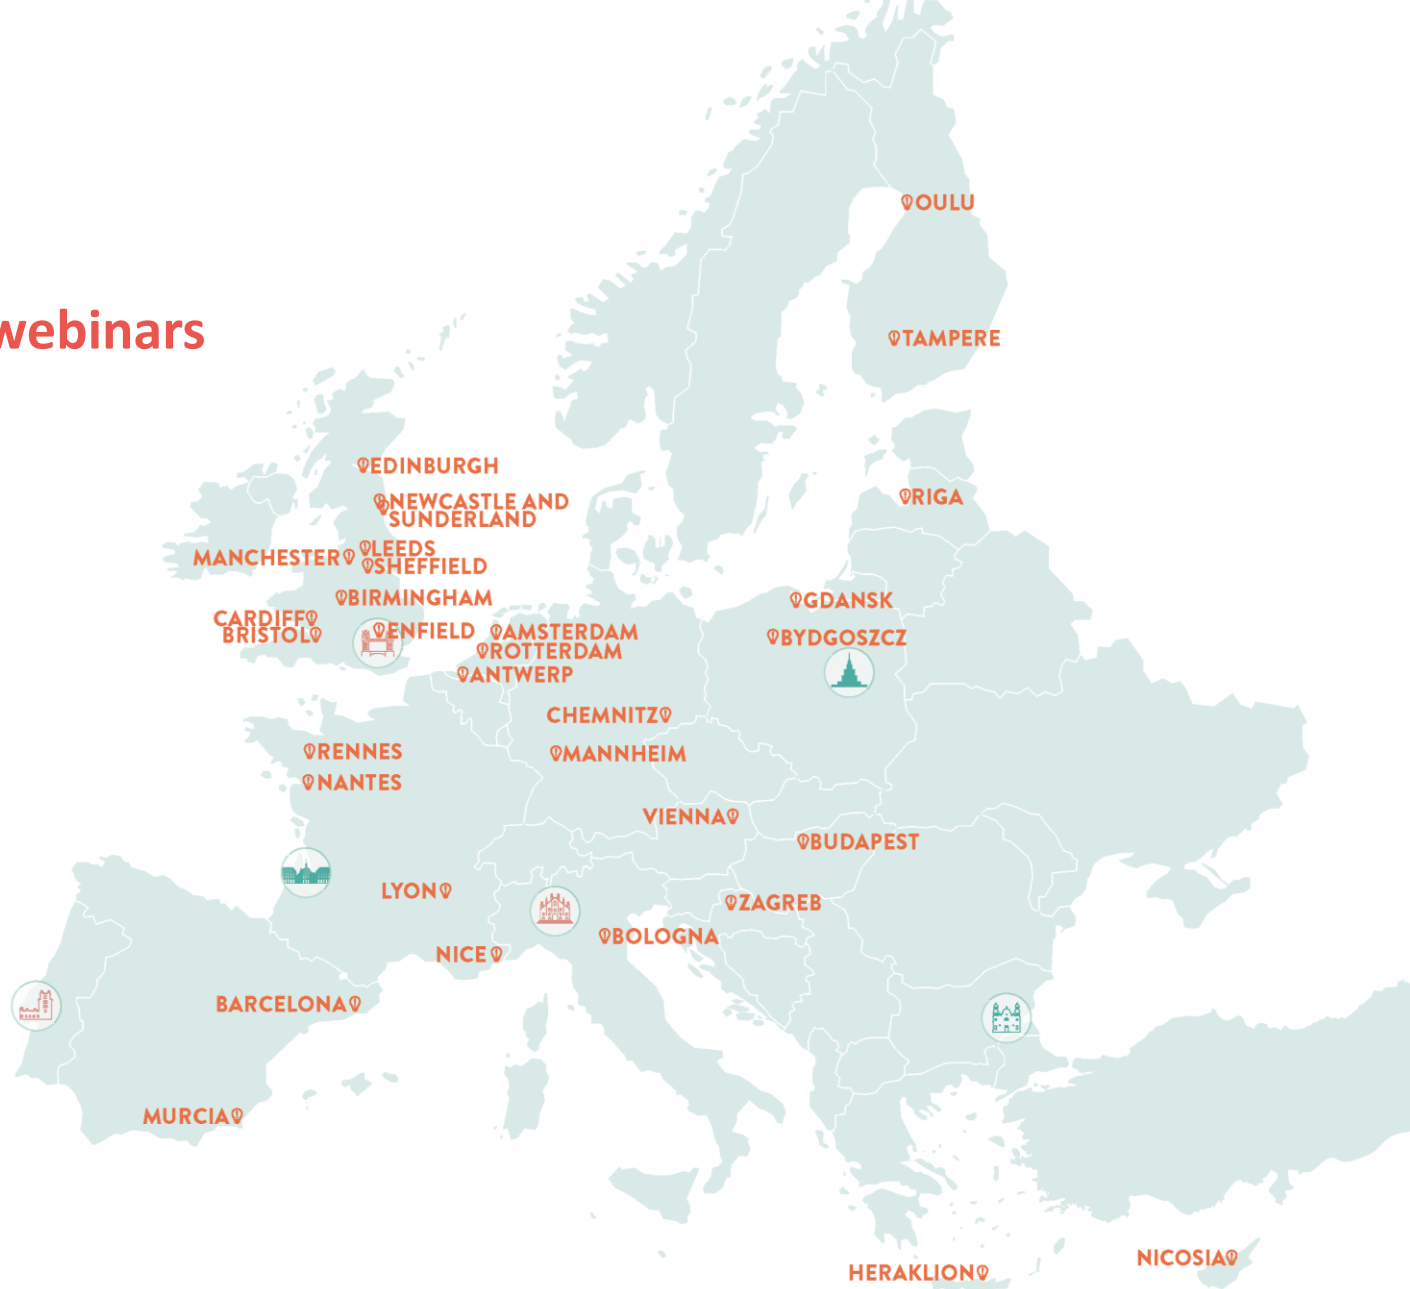 OULU
webinars
TAMPERE
EDINBURGH
RIGA
NEWCASTLE AND
SUNDERLAND
LEEDS
MANCHESTER
SHEFFIELD
BIRMINGHAM
GDANSK
CARDIFF
BRISTOL
ENFIELD
AMSTERDAM
BYDGOSZCZ
ROTTERDAM
ANTWERP
CHEMNITZ
RENNES
MANNHEIM
NANTES
VIENNA
BUDAPEST
LYON
ZAGREB
BOLOGNA
NICE
BARCELONA
MURCIA
NICOSIA
HERAKLION